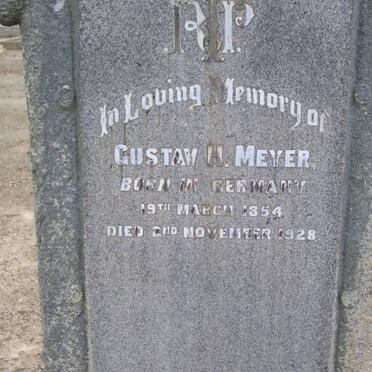 RIP
In Loving Memory of
GUSTAV H. MEYER.
BORN IN GERMANY
19TH MARCH 1854
DIED 2ND NOVEMBER 1928